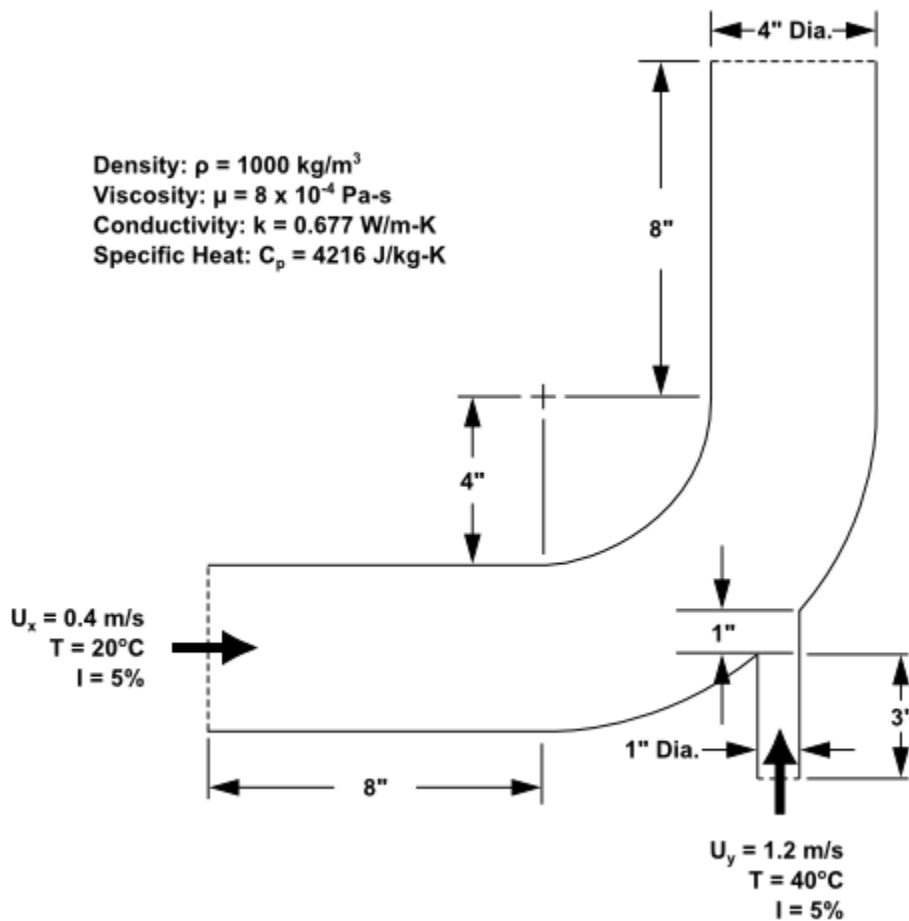 4" Dia.
Density: ρ = 1000 kg/m³
Viscosity: μ = 8 x 10⁻⁴ Pa-s
Conductivity: k = 0.677 W/m-K
Specific Heat: Cₚ = 4216 J/kg-K
8"
4"
Uₓ = 0.4 m/s
T = 20°C
I = 5%
1"
3"
1" Dia.
8"
Uᵧ = 1.2 m/s
T = 40°C
I = 5%